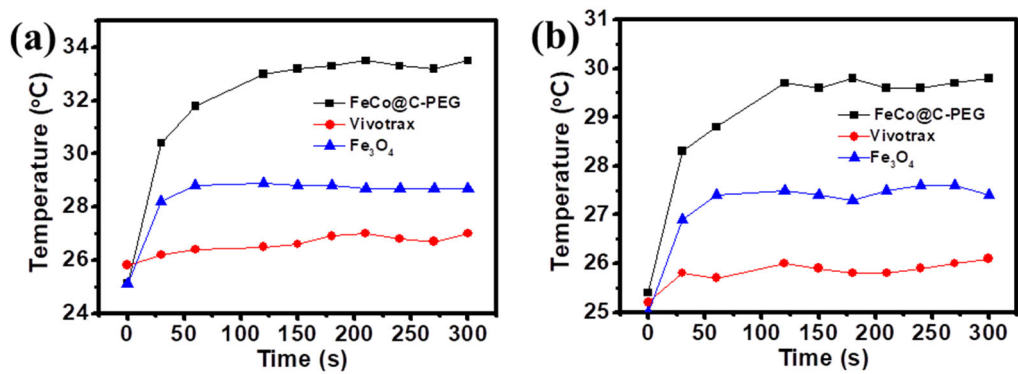 (a)
34
32
30
28
26
24
Temperature (°C)
FeCo@C-PEG
Vivotrax
Fe₃O₄
0 50 100 150 200 250 300
Time (s)
(b)
31
30
29
28
27
26
25
Temperature (°C)
FeCo@C-PEG
Vivotrax
Fe₃O₄
0 50 100 150 200 250 300
Time (s)